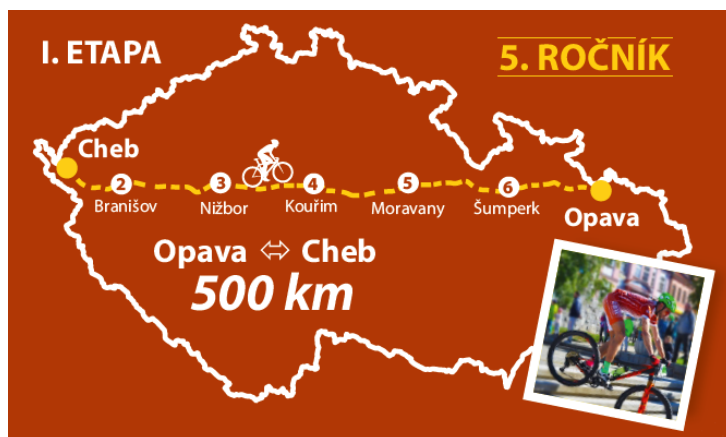 I. ETAPA
5. ROČNÍK
Cheb
2
3
4
5
6
Branišov
Nižbor
Kouřim
Moravany
Šumperk
Opava
Opava ⇔ Cheb
500 km